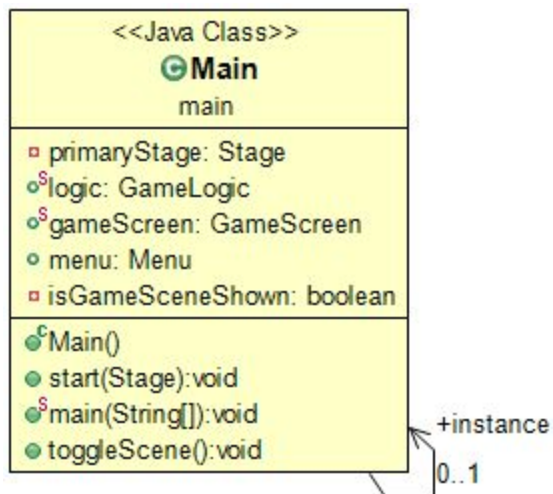 <<Java Class>>
Main
main
primaryStage: Stage
logic: GameLogic
gameScreen: GameScreen
menu: Menu
isGameSceneShown: boolean
Main()
start(Stage):void
main(String[]):void
toggleScene():void
+instance
0..1